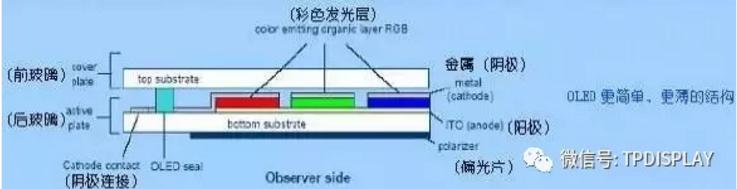 (彩色发光层)
color emitting organic layer RGB
(前玻璃)
cover
plate
top substrate
金属 (阴极)
metal
(cathode)
OLED 更简单、更薄的结构
(后玻璃)
active
plate
bottom substrate
ITO (anode) (阳极)
polarizer
(偏光片)
Cathode contact
(阴极连接)
OLED seal
Observer side
微信号: TPDISPLAY